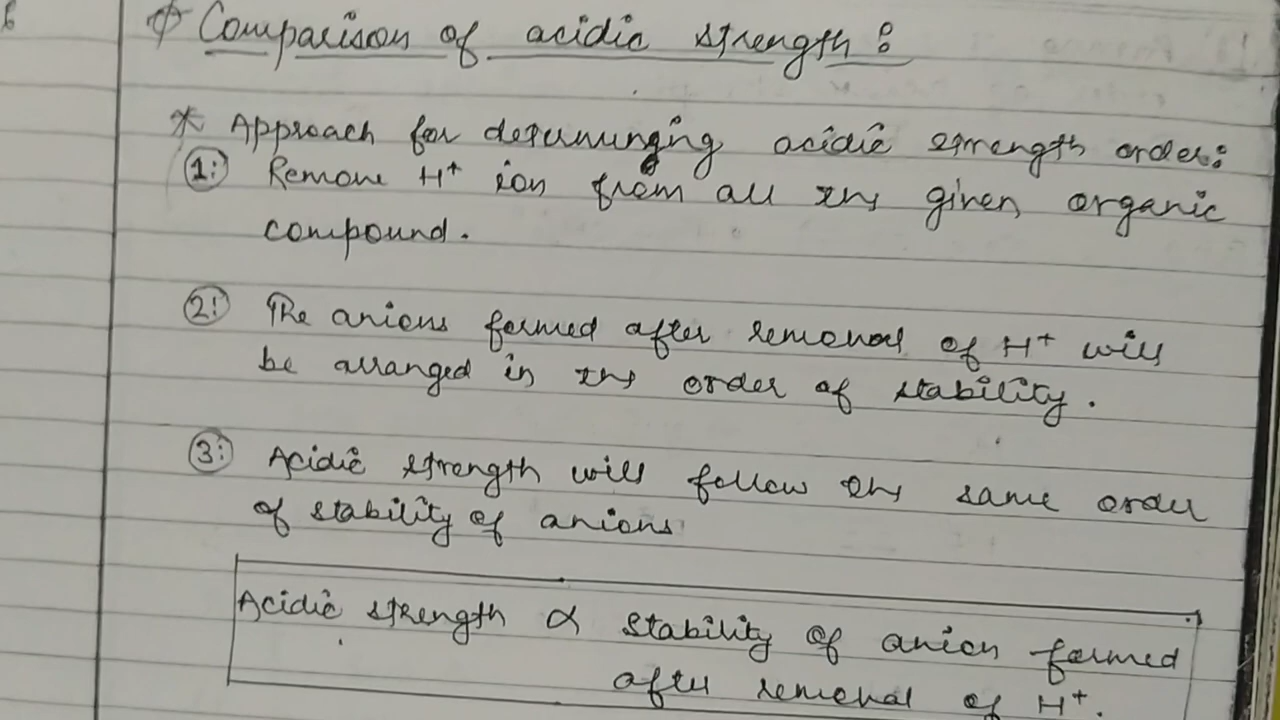 Comparison of acidic strength :
* Approach for determinging acidic strength order:
1: Remove H+ ion from all the given organic
compound.
2: The anions formed after removal of H+ will
be arranged in the order of stability.
3: Acidic strength will follow the same order
of stability of anions
Acidic strength ∝ stability of anion formed
after removal of H+.